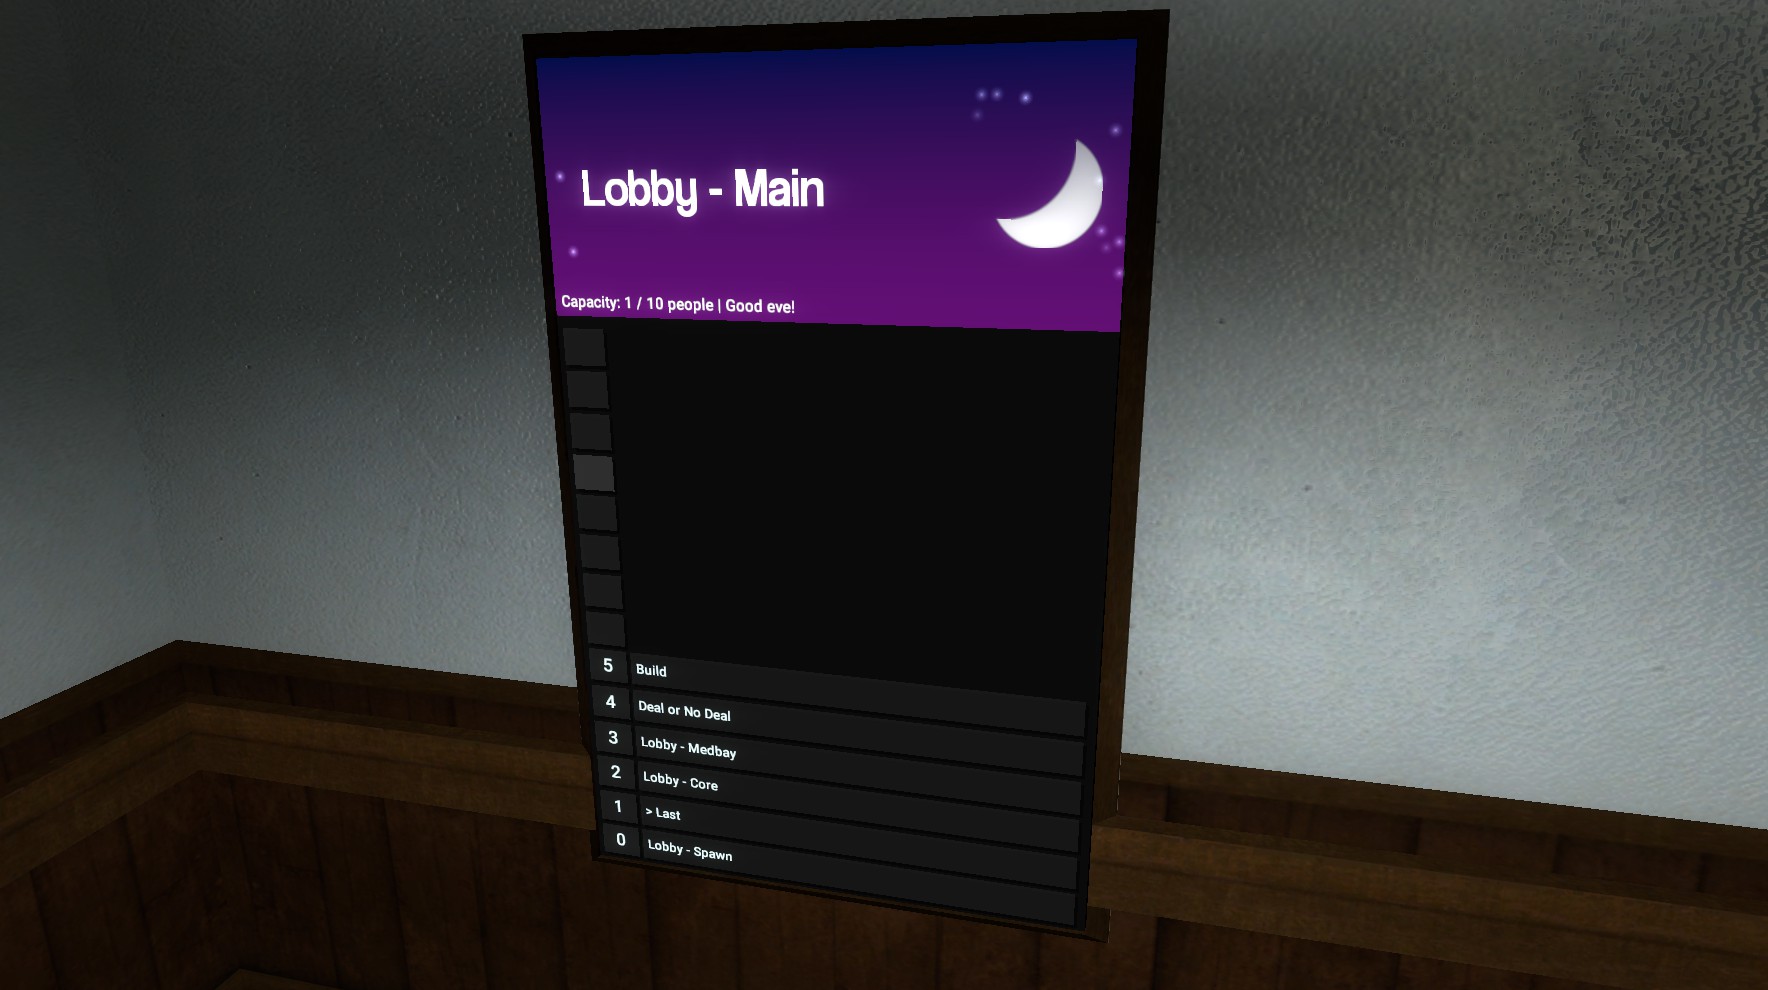 Lobby - Main
Capacity: 1 / 10 people | Good eve!
5 Build
4 Deal or No Deal
3 Lobby - Medbay
2 Lobby - Core
1 > Last
0 Lobby - Spawn